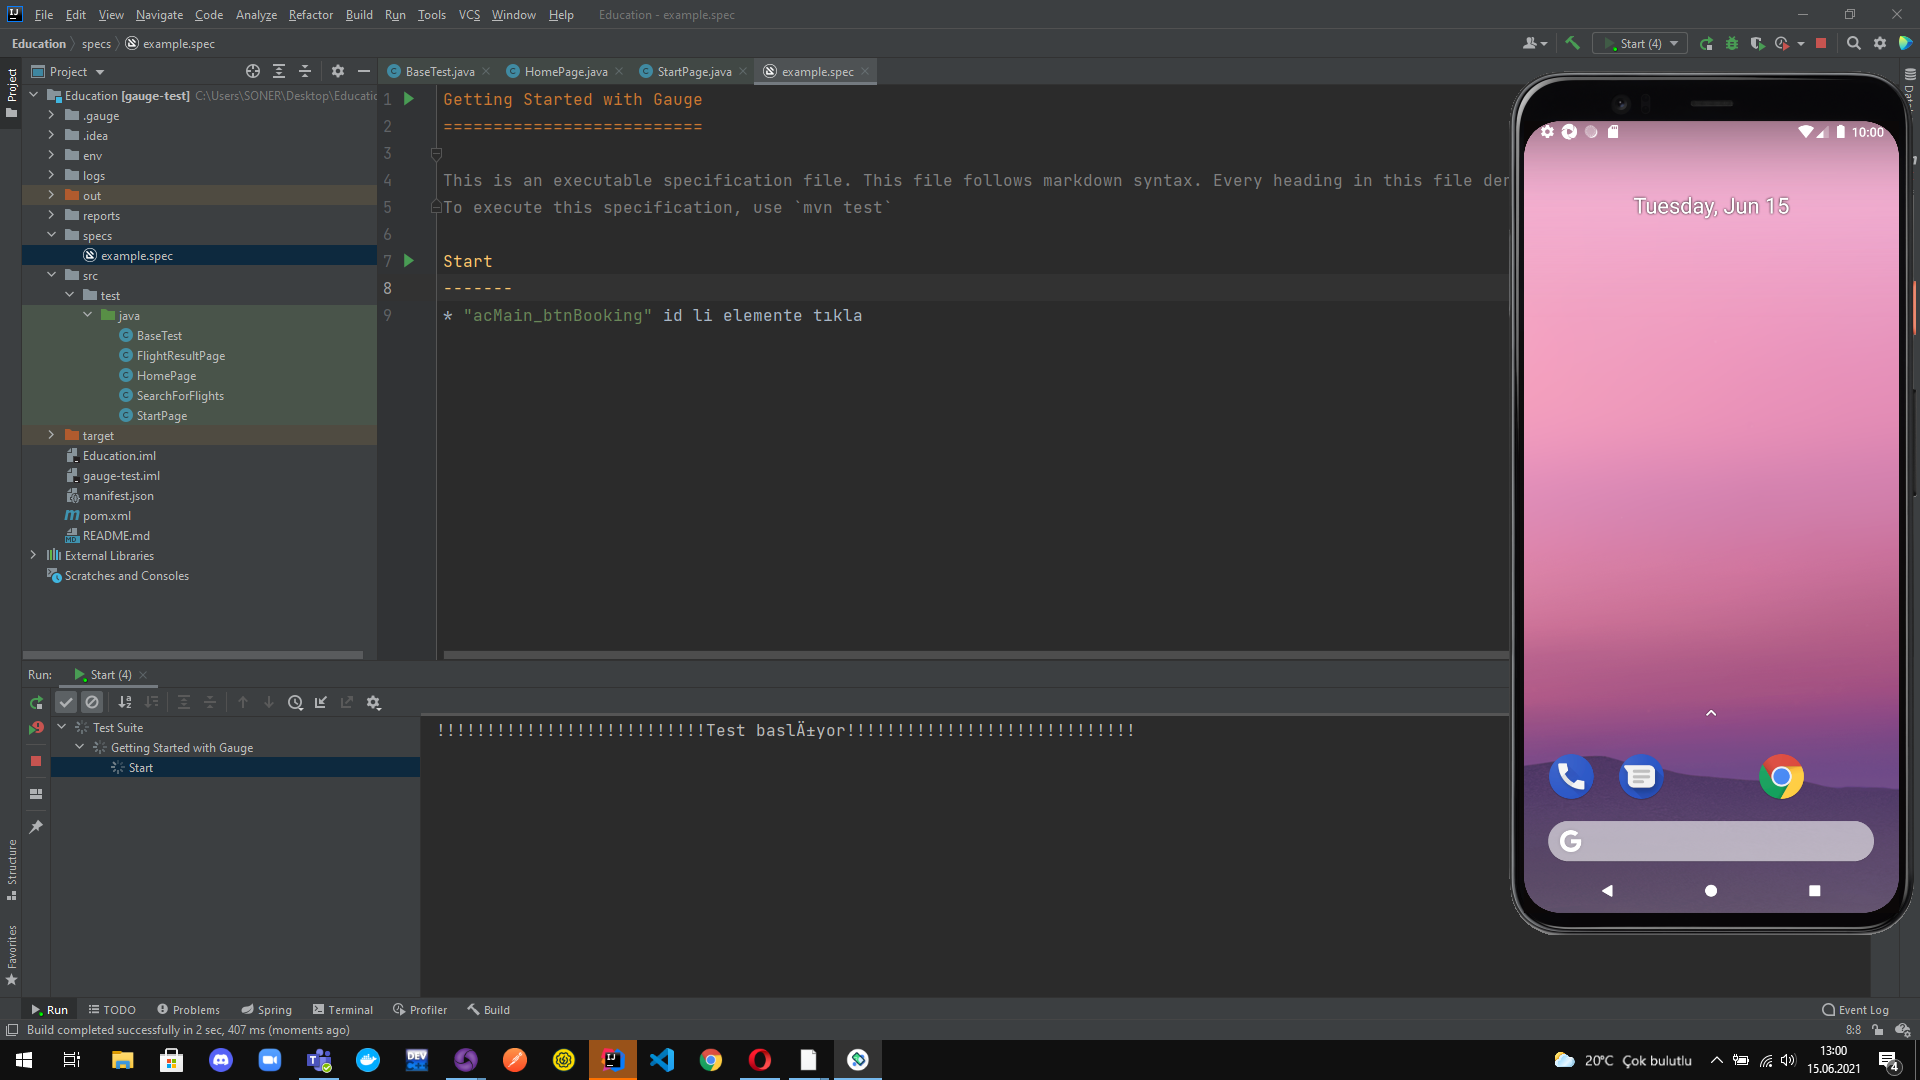 File Edit View Navigate Code Analyze Refactor Build Run Tools VCS Window Help Education - example.spec
Education specs example.spec
Start (4)
Project
BaseTest.java HomePage.java StartPage.java example.spec
Project
Education [gauge-test] C:\Users\SONER\Desktop\Educatio
.gauge
.idea
env
logs
out
reports
specs
example.spec
src
test
java
BaseTest
FlightResultPage
HomePage
SearchForFlights
StartPage
target
Education.iml
gauge-test.iml
manifest.json
pom.xml
README.md
External Libraries
Scratches and Consoles
1 Getting Started with Gauge
2 ==========================
3
4 This is an executable specification file. This file follows markdown syntax. Every heading in this file den
5 To execute this specification, use `mvn test`
6
7 Start
8 -------
9 * "acMain_btnBooking" id li elemente tıkla
10:00
Tuesday, Jun 15
Run: Start (4)
Test Suite
Getting Started with Gauge
Start
!!!!!!!!!!!!!!!!!!!!!!!!!!!Test baslÄ±yor!!!!!!!!!!!!!!!!!!!!!!!!!!!!!
Structure
Favorites
Run TODO Problems Spring Terminal Profiler Build Event Log
Build completed successfully in 2 sec, 407 ms (moments ago) 8:8
20°C Çok bulutlu
13:00
15.06.2021
4